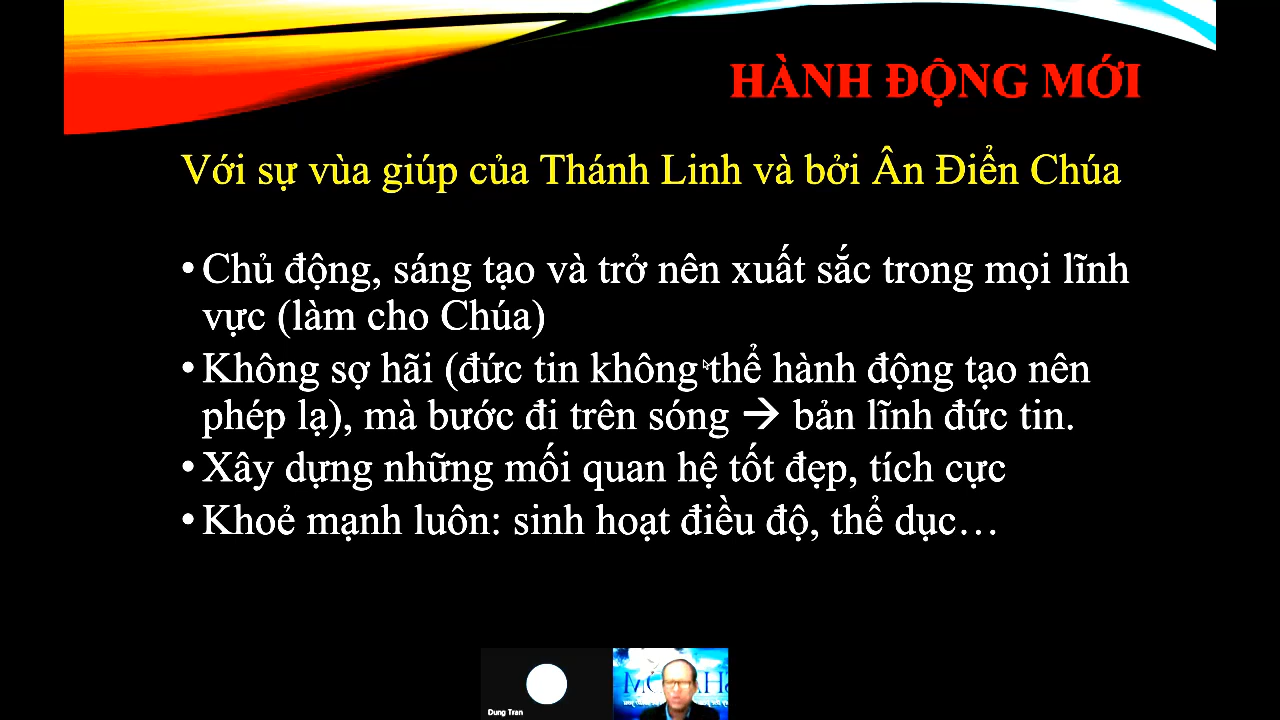 HÀNH ĐỘNG MỚI
Với sự vùa giúp của Thánh Linh và bởi Ân Điển Chúa
• Chủ động, sáng tạo và trở nên xuất sắc trong mọi lĩnh
vực (làm cho Chúa)
• Không sợ hãi (đức tin không thể hành động tạo nên
phép lạ), mà bước đi trên sóng → bản lĩnh đức tin.
• Xây dựng những mối quan hệ tốt đẹp, tích cực
• Khoẻ mạnh luôn: sinh hoạt điều độ, thể dục…
Dung Tran